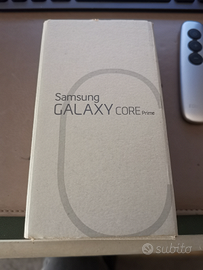 Samsung
GALAXY CORE Prime
subito